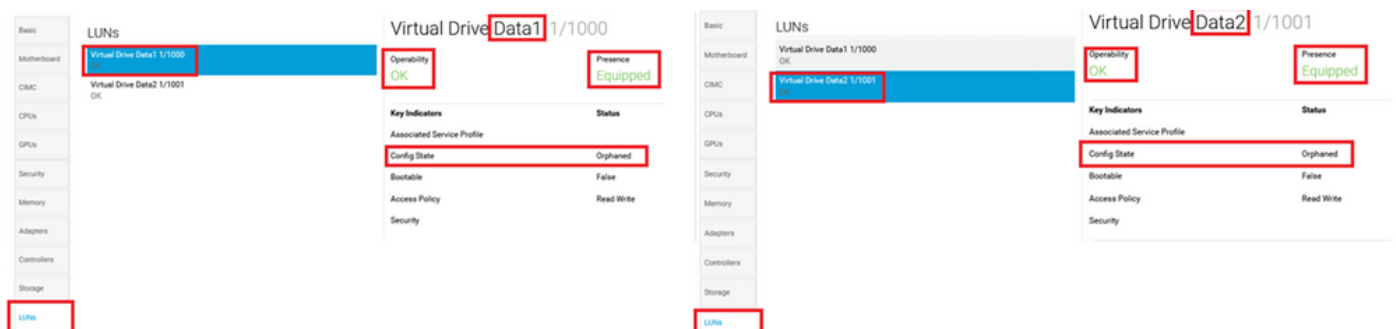 Basic
Motherboard
CIMC
CPUs
GPUs
Security
Memory
Adapters
Controllers
Storage
LUNs
LUNs
Virtual Drive Data1 1/1000
OK
Virtual Drive Data2 1/1001
OK
Virtual Drive Data1 1/1000
Operability Presence
OK Equipped
Key Indicators Status
Associated Service Profile
Config State Orphaned
Bootable False
Access Policy Read Write
Security
Basic
Motherboard
CIMC
CPUs
GPUs
Security
Memory
Adapters
Controllers
Storage
LUNs
LUNs
Virtual Drive Data1 1/1000
OK
Virtual Drive Data2 1/1001
OK
Virtual Drive Data2 1/1001
Operability Presence
OK Equipped
Key Indicators Status
Associated Service Profile
Config State Orphaned
Bootable False
Access Policy Read Write
Security